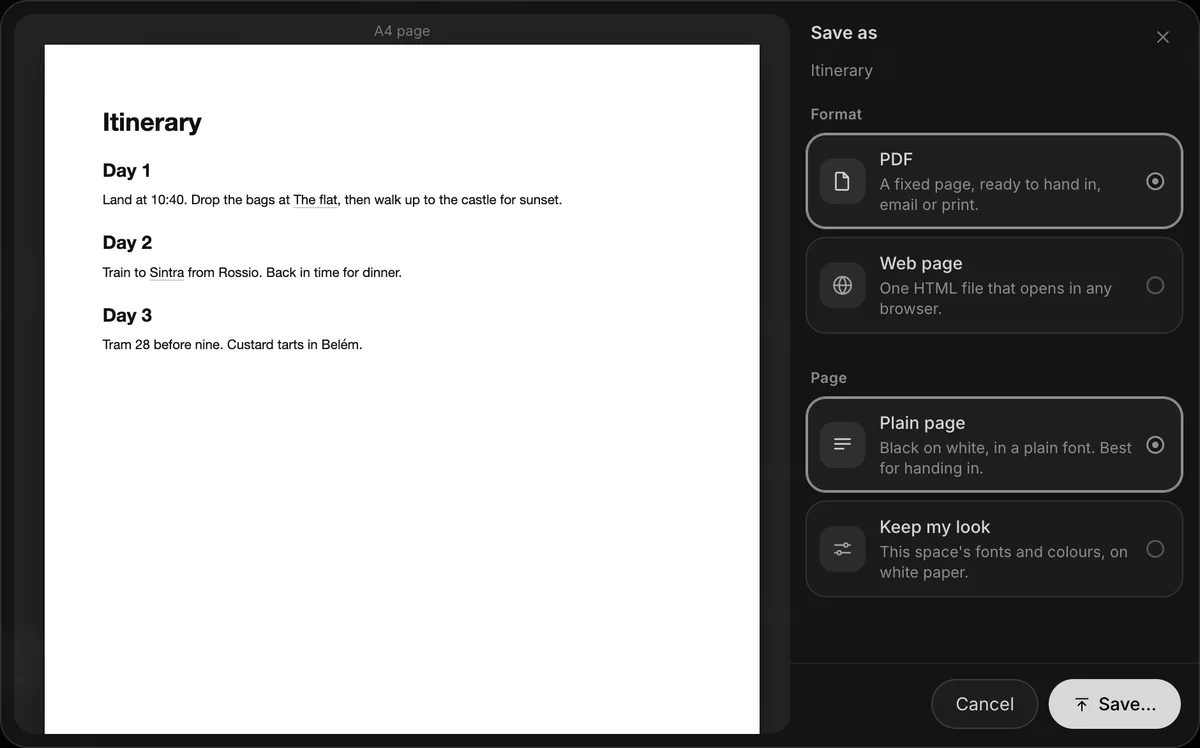 A4 page
Itinerary
Day 1
Land at 10:40. Drop the bags at The flat, then walk up to the castle for sunset.
Day 2
Train to Sintra from Rossio. Back in time for dinner.
Day 3
Tram 28 before nine. Custard tarts in Belém.
Save as
Itinerary
Format
PDF
A fixed page, ready to hand in,
email or print.
Web page
One HTML file that opens in any
browser.
Page
Plain page
Black on white, in a plain font. Best
for handing in.
Keep my look
This space's fonts and colours, on
white paper.
Cancel
Save...